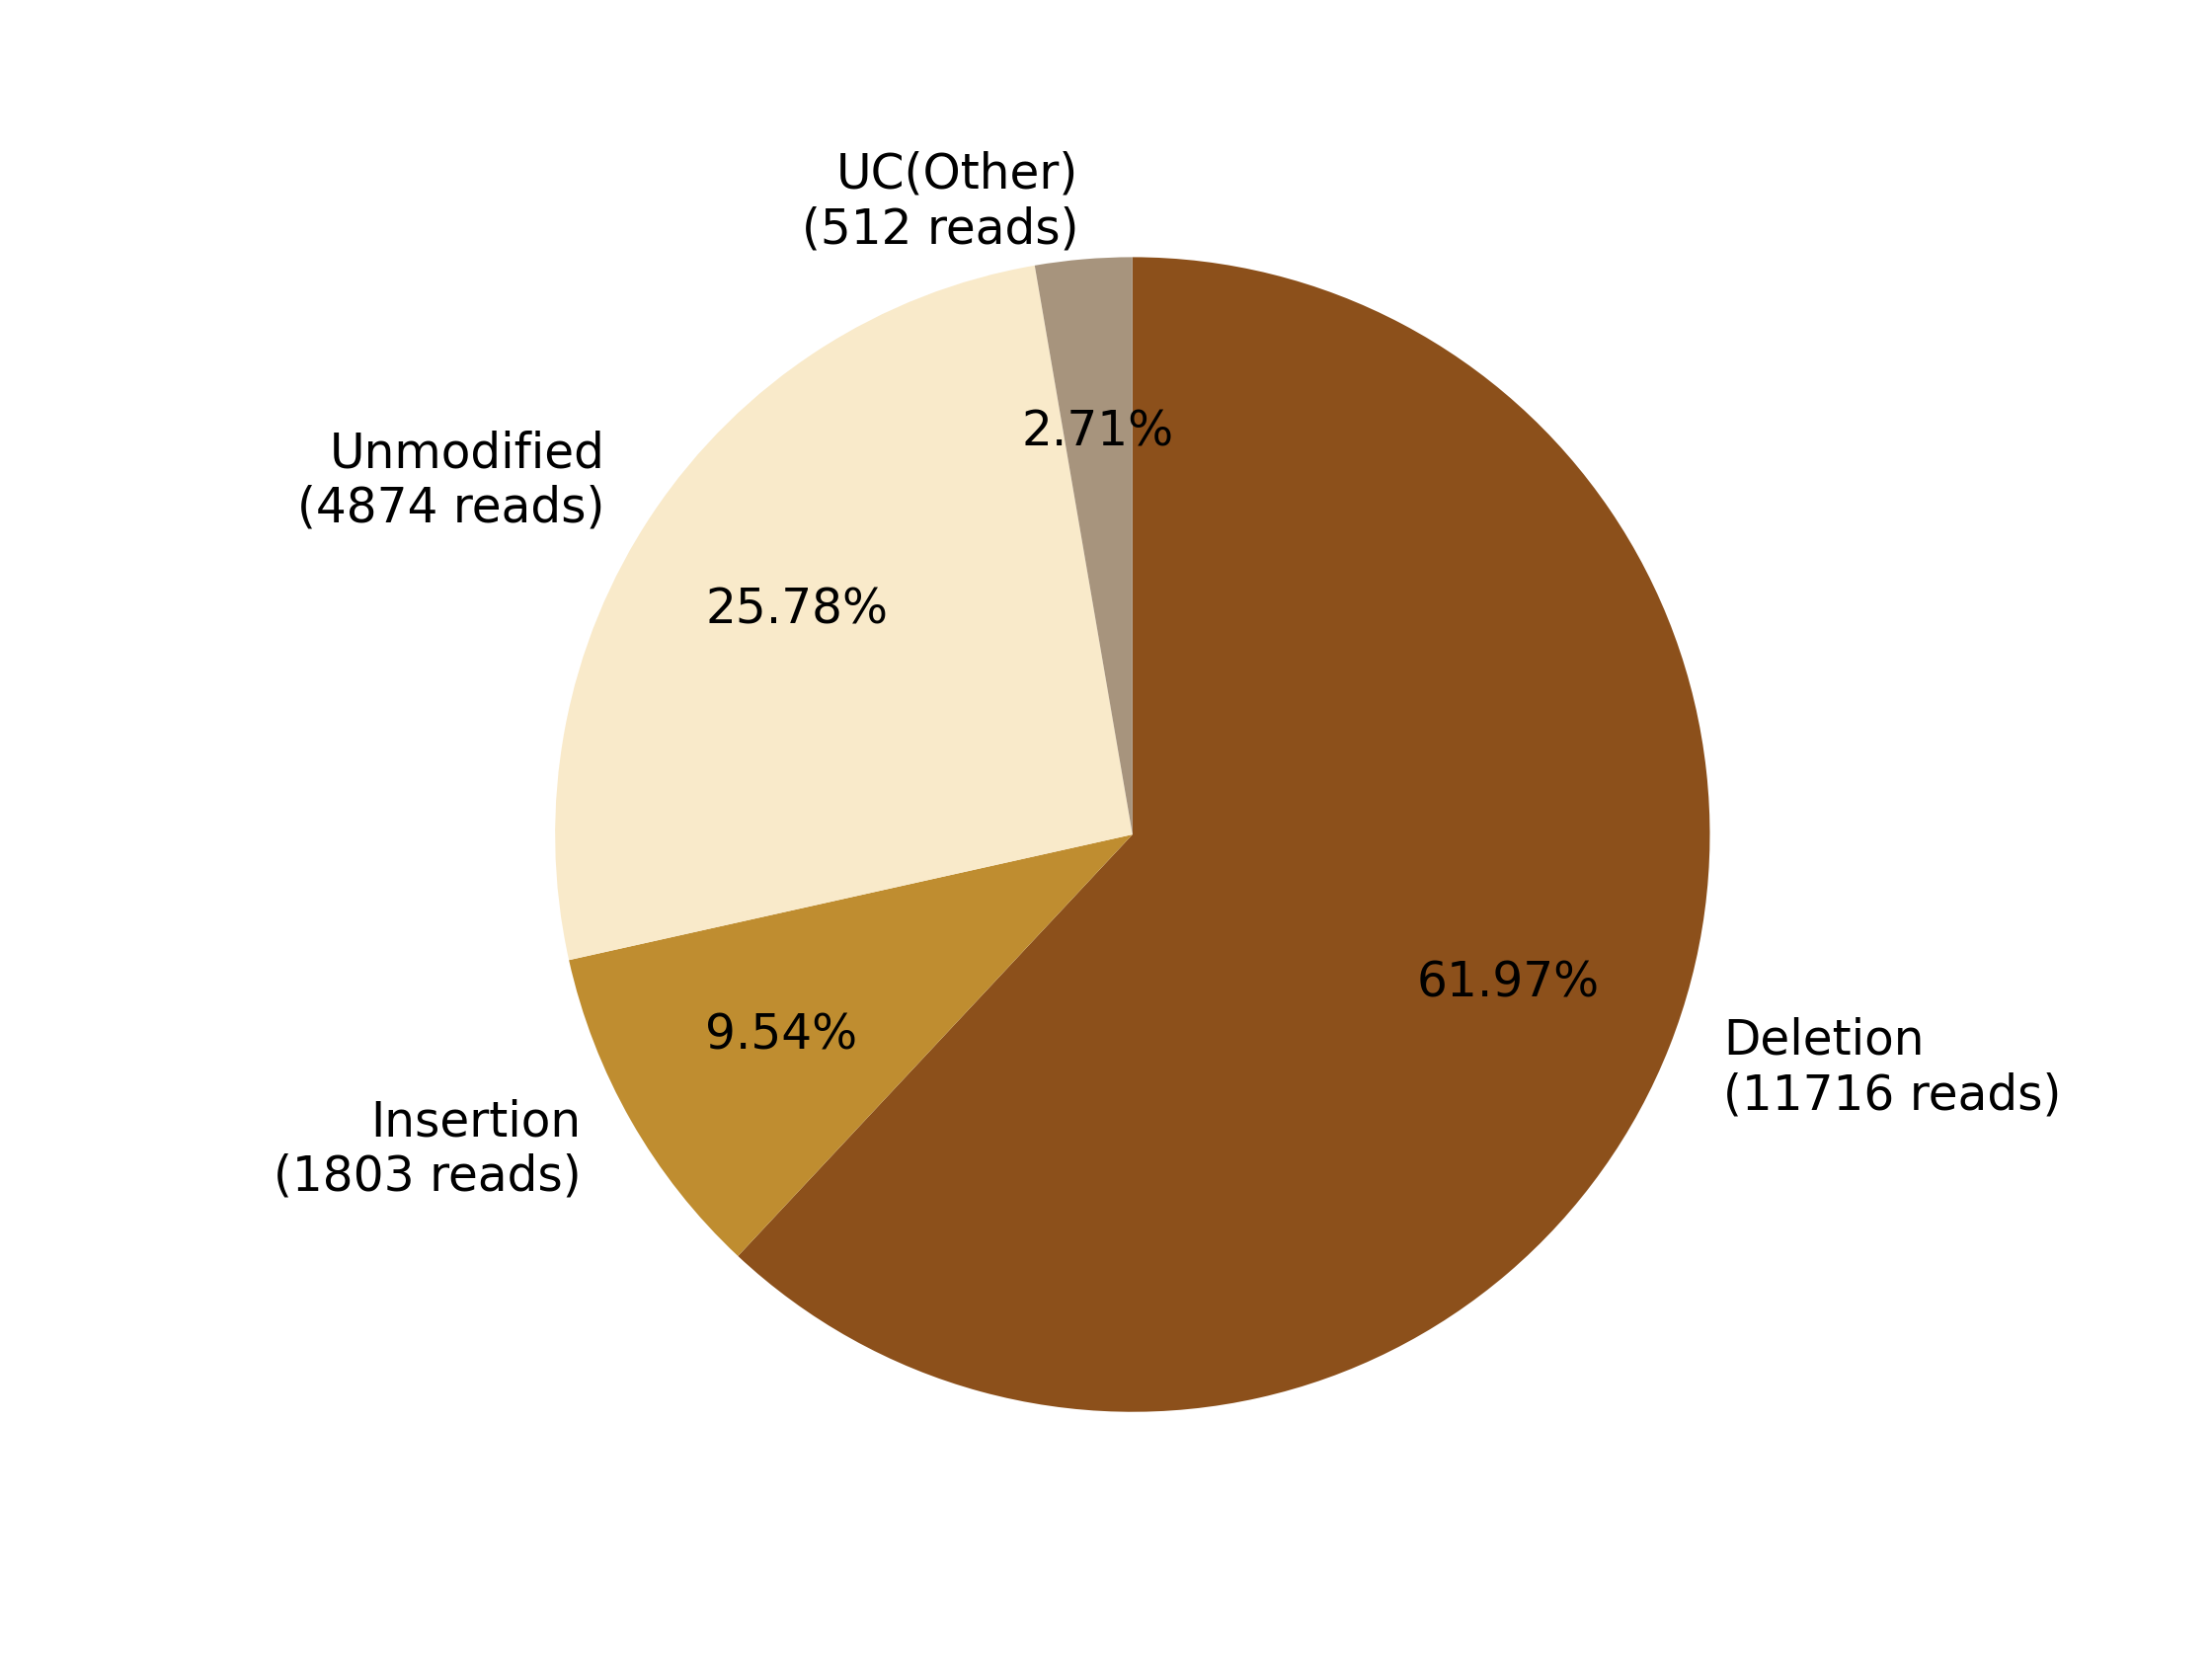 UC(Other)
(512 reads)
2.71%
Unmodified
(4874 reads)
25.78%
61.97%
Deletion
(11716 reads)
9.54%
Insertion
(1803 reads)